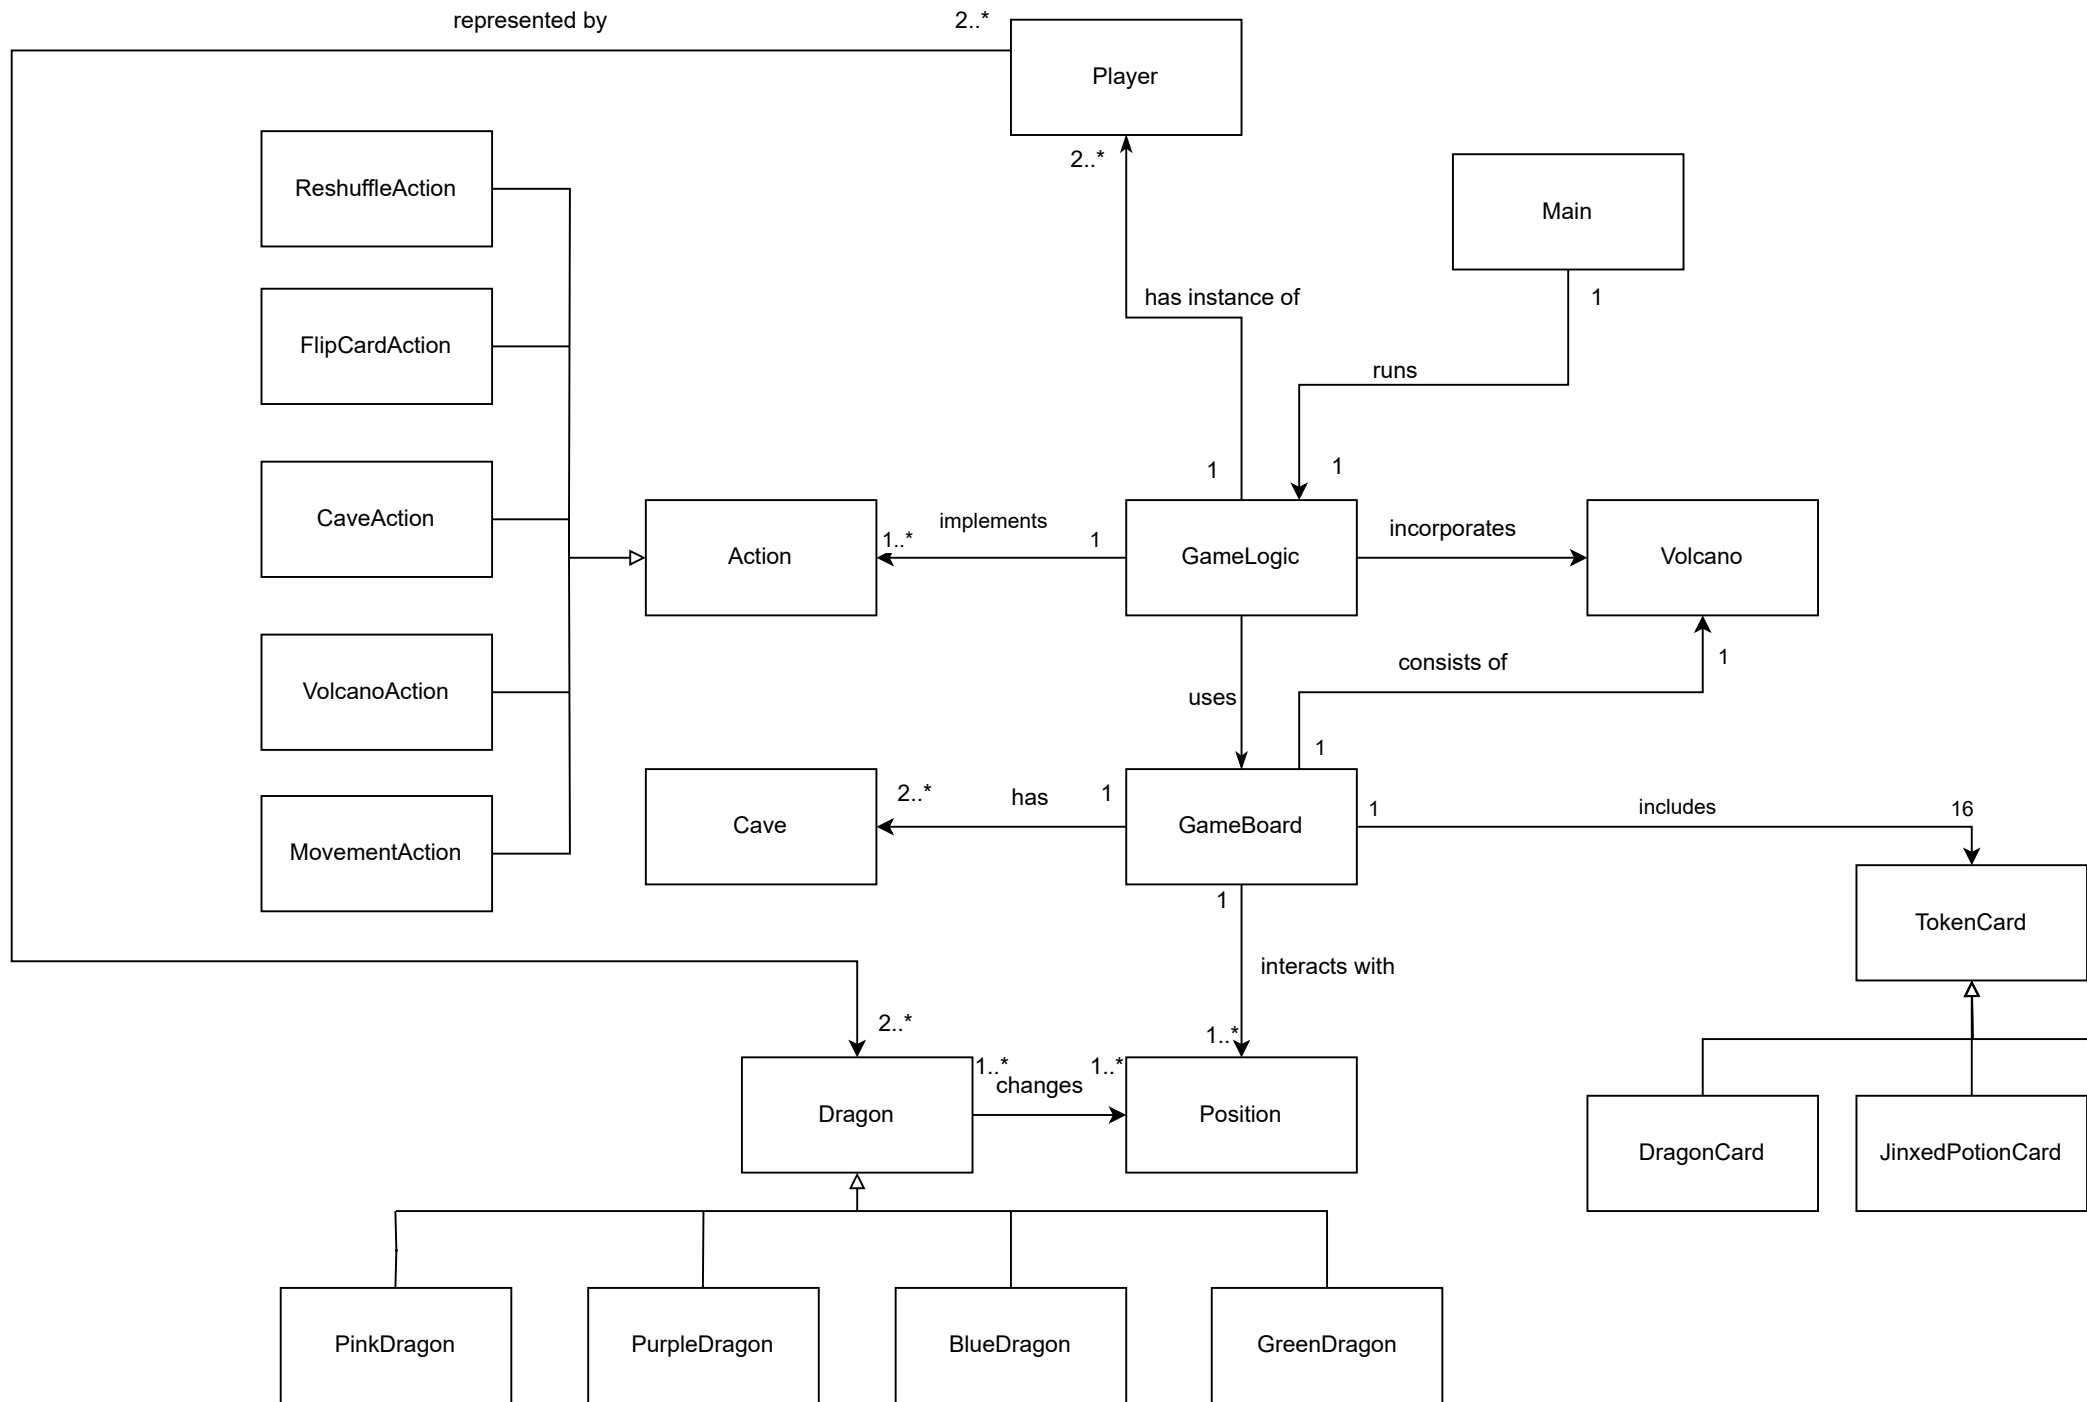 represented by
2..*
Player
2..*
ReshuffleAction
Main
has instance of
1
FlipCardAction
runs
1
1
CaveAction
implements
incorporates
1..*
1
Action
GameLogic
Volcano
consists of
1
VolcanoAction
uses
1
2..*
has
1
1
includes
16
Cave
GameBoard
MovementAction
1
TokenCard
interacts with
2..*
1..*
1..*
1..*
changes
Dragon
Position
DragonCard
JinxedPotionCard
PinkDragon
PurpleDragon
BlueDragon
GreenDragon